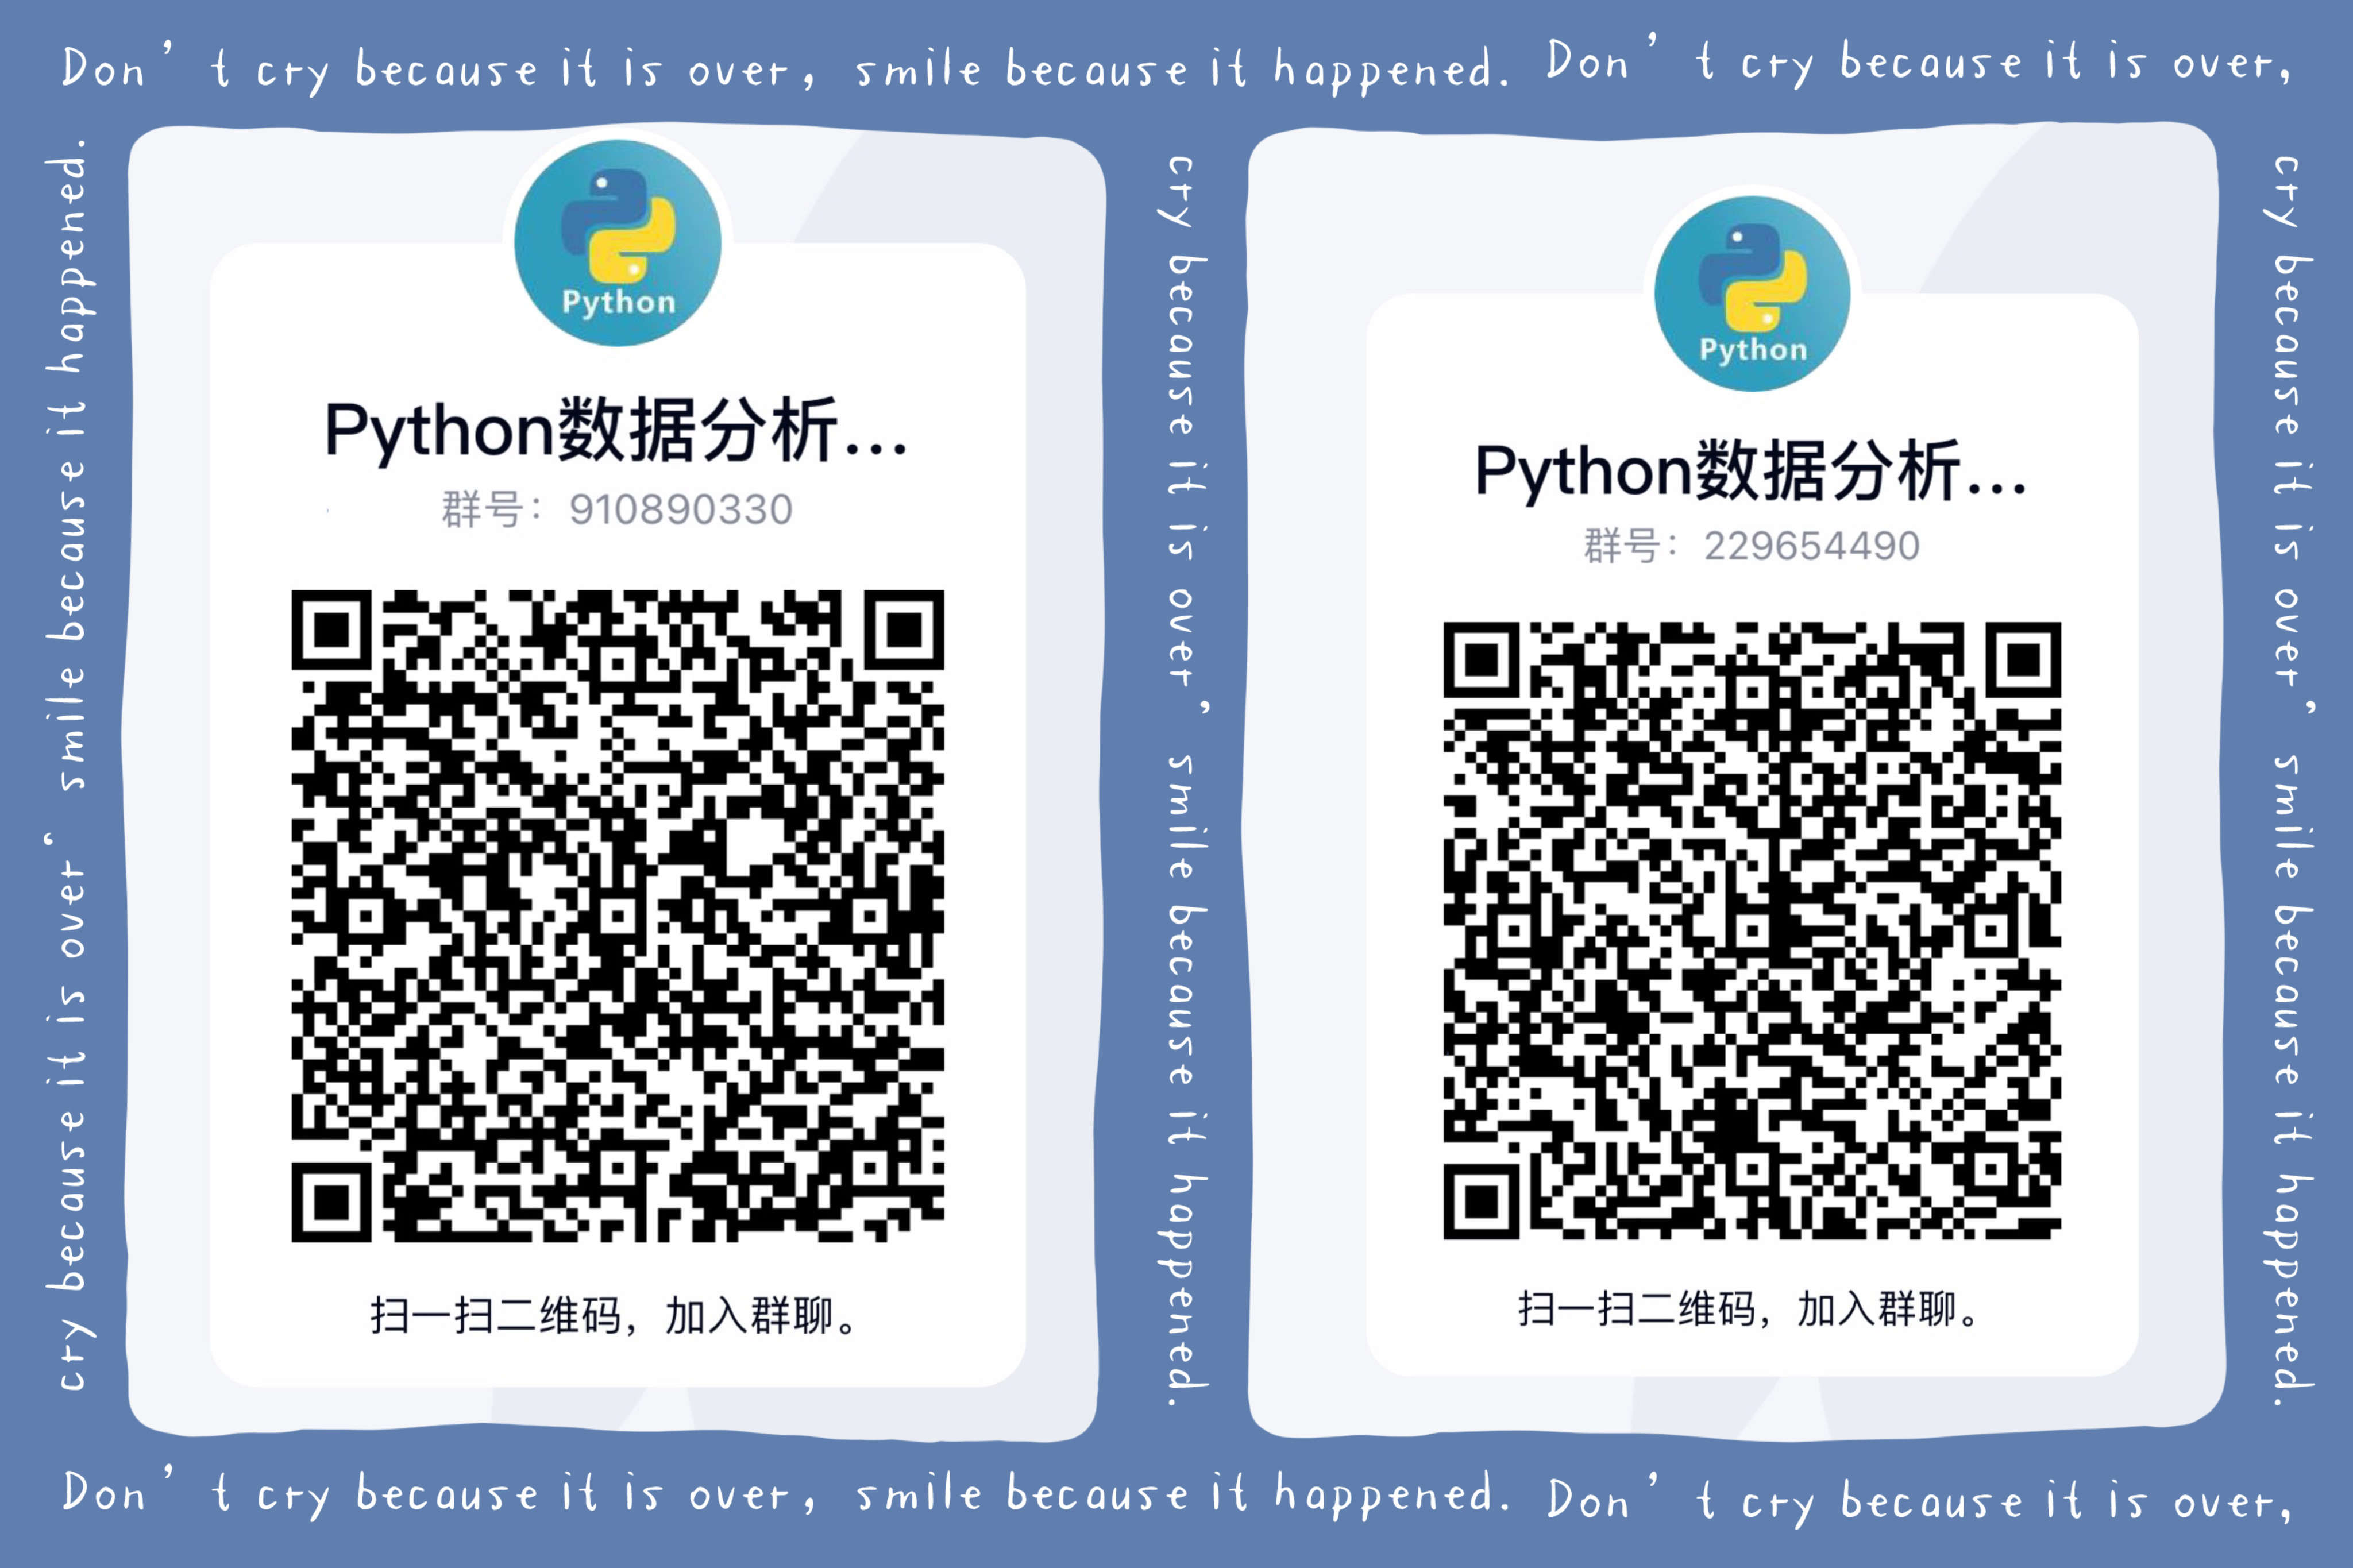 Don’t cry because it is over, smile because it happened. Don’t cry because it is over,
cry because it is over‘ smile because it happened.
Python
Python数据分析...
群号：910890330
扫一扫二维码，加入群聊。
cry because it is over’ smile because it happened.
Python
Python数据分析...
群号：229654490
扫一扫二维码，加入群聊。
cry because it is over’ smile because it happened.
Don’t cry because it is over, smile because it happened. Don’t cry because it is over,